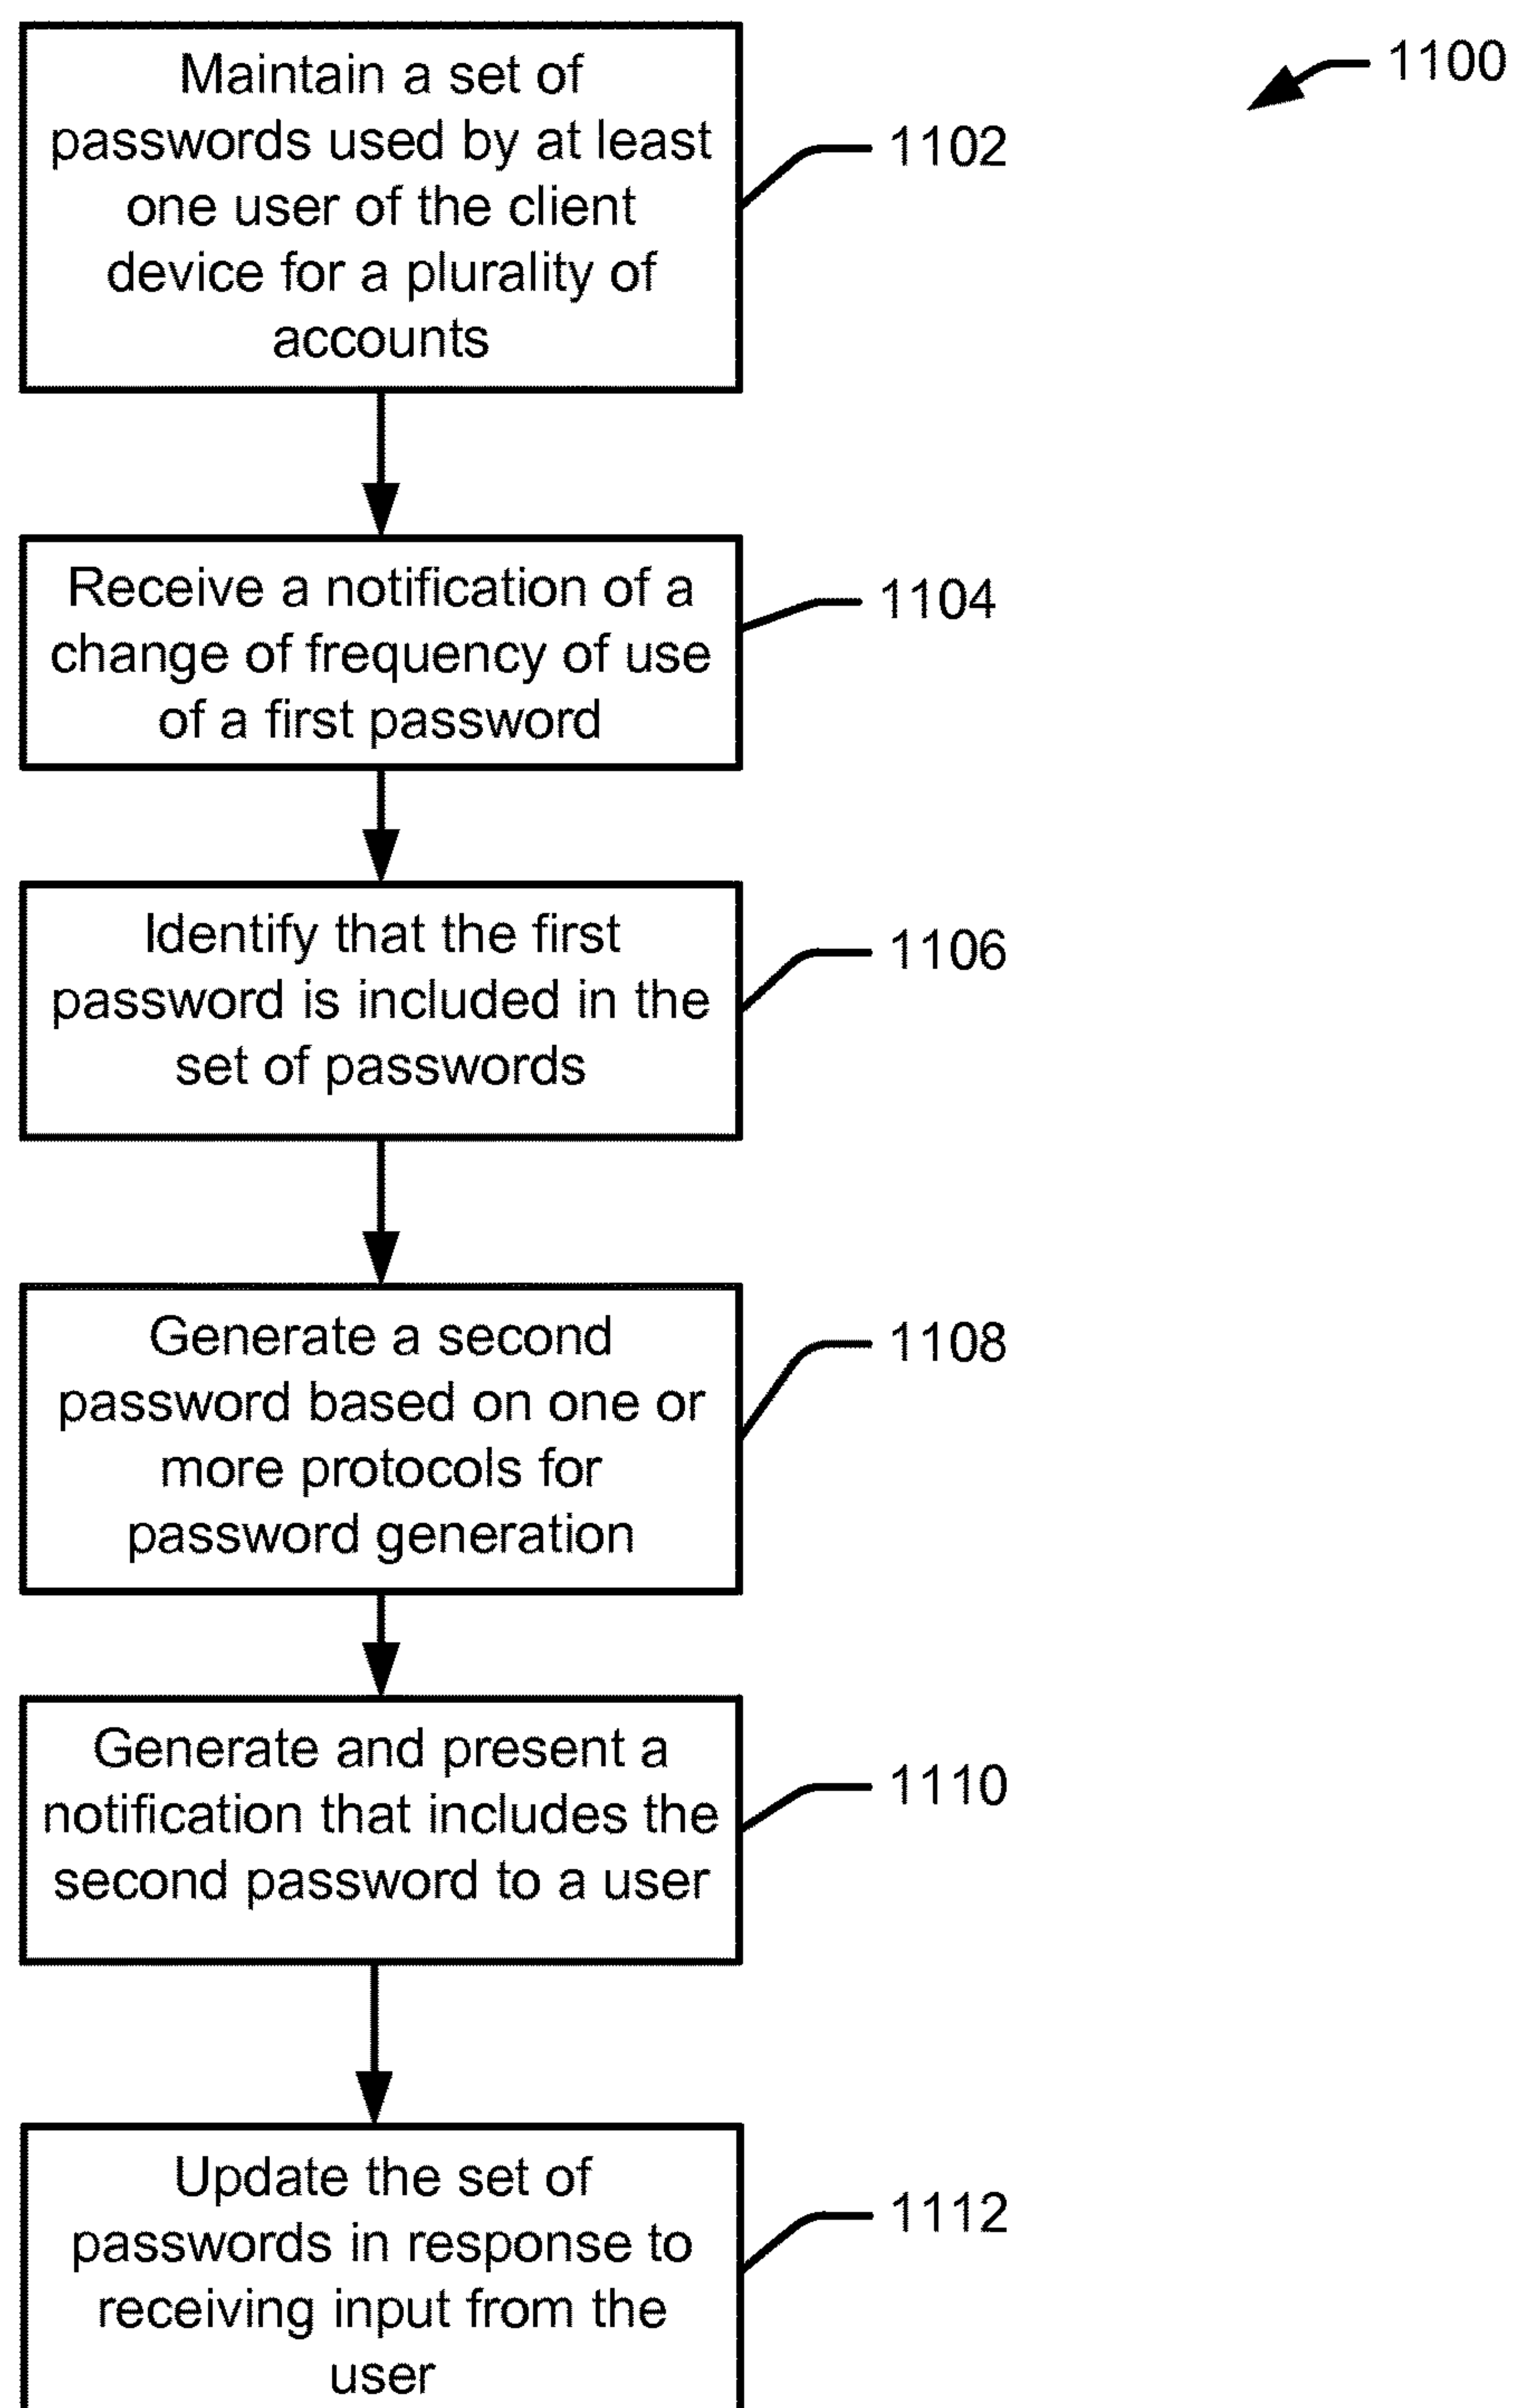 1100
Maintain a set of
passwords used by at least
one user of the client
device for a plurality of
accounts
1102
Receive a notification of a
change of frequency of use
of a first password
1104
Identify that the first
password is included in the
set of passwords
1106
Generate a second
password based on one or
more protocols for
password generation
1108
Generate and present a
notification that includes the
second password to a user
1110
Update the set of
passwords in response to
receiving input from the
user
1112